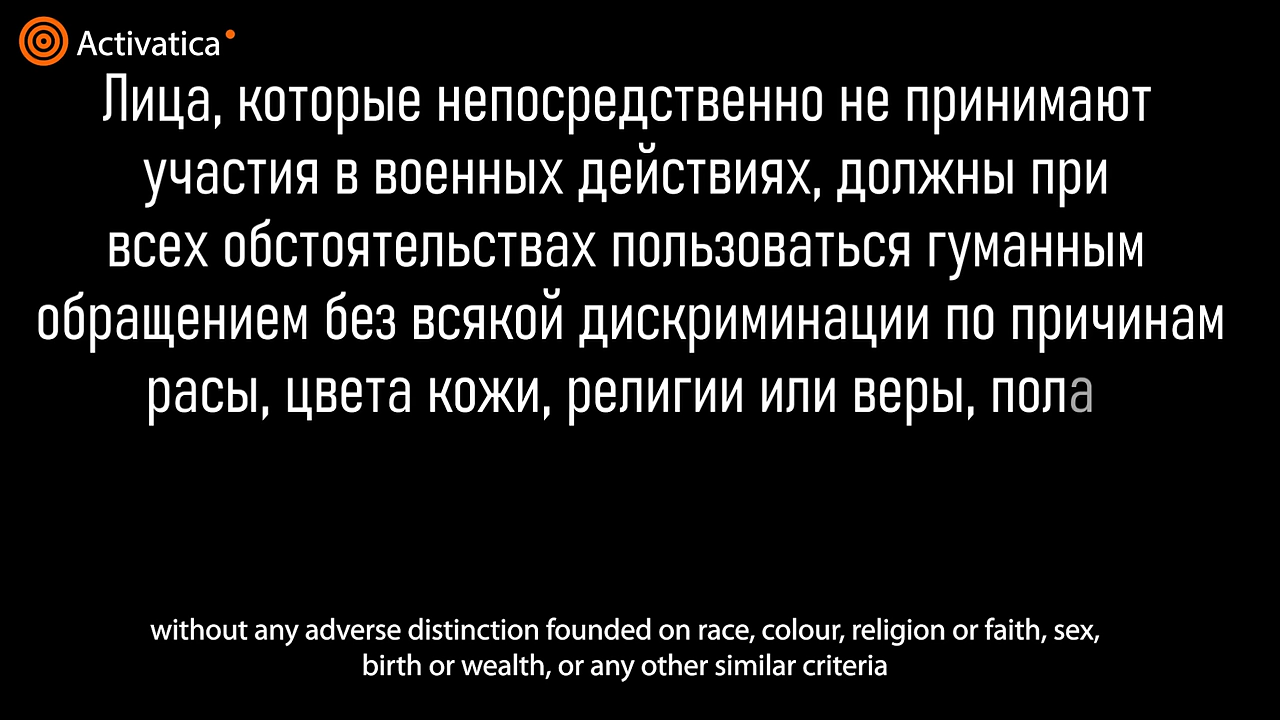 Activatica
Лица, которые непосредственно не принимают
участия в военных действиях, должны при
всех обстоятельствах пользоваться гуманным
обращением без всякой дискриминации по причинам
расы, цвета кожи, религии или веры, пола
without any adverse distinction founded on race, colour, religion or faith, sex,
birth or wealth, or any other similar criteria